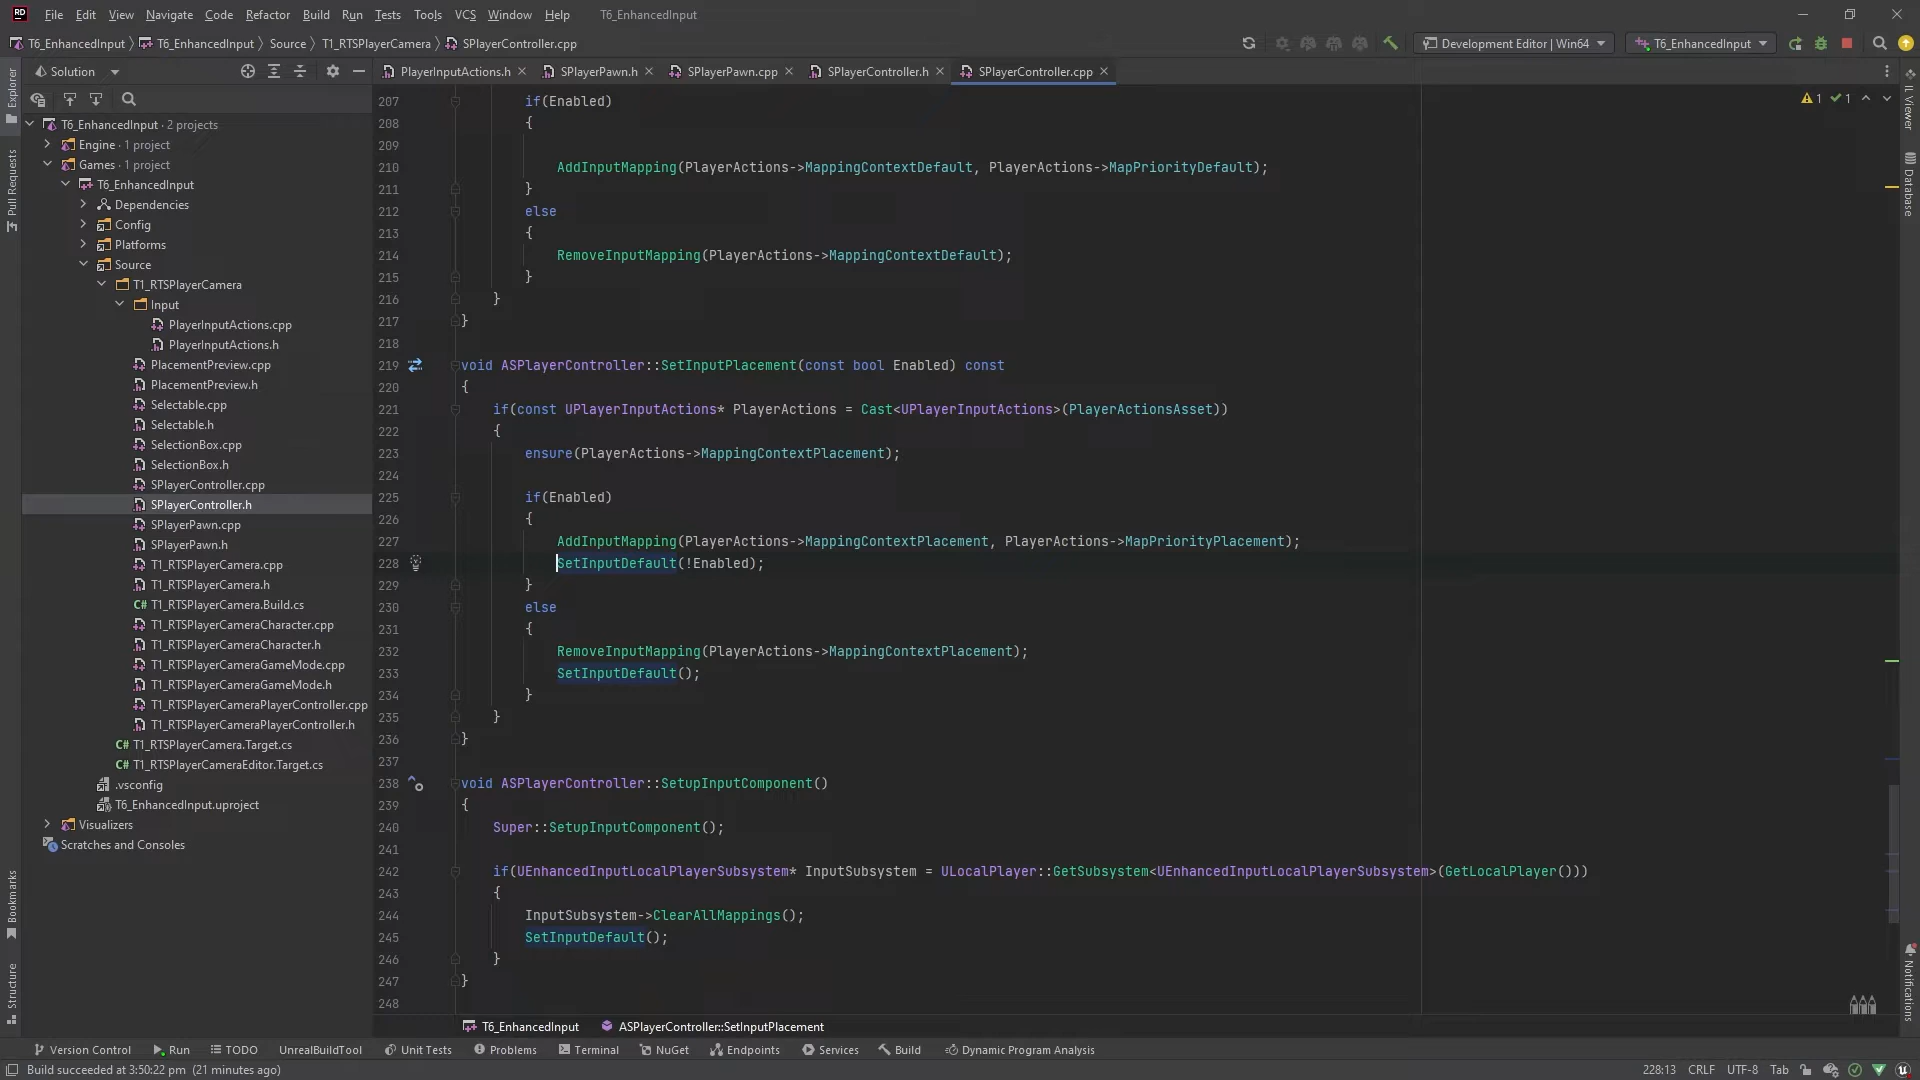 RD File Edit View Navigate Code Refactor Build Run Tests Tools VCS Window Help T6_EnhancedInput
T6_EnhancedInput T6_EnhancedInput Source T1_RTSPlayerCamera SPlayerController.cpp Development Editor | Win64 T6_EnhancedInput
Explorer
Pull Requests
Bookmarks
Structure
Solution
T6_EnhancedInput · 2 projects
Engine · 1 project
Games · 1 project
T6_EnhancedInput
Dependencies
Config
Platforms
Source
T1_RTSPlayerCamera
Input
PlayerInputActions.cpp
PlayerInputActions.h
PlacementPreview.cpp
PlacementPreview.h
Selectable.cpp
Selectable.h
SelectionBox.cpp
SelectionBox.h
SPlayerController.cpp
SPlayerController.h
SPlayerPawn.cpp
SPlayerPawn.h
T1_RTSPlayerCamera.cpp
T1_RTSPlayerCamera.h
C# T1_RTSPlayerCamera.Build.cs
T1_RTSPlayerCameraCharacter.cpp
T1_RTSPlayerCameraCharacter.h
T1_RTSPlayerCameraGameMode.cpp
T1_RTSPlayerCameraGameMode.h
T1_RTSPlayerCameraPlayerController.cpp
T1_RTSPlayerCameraPlayerController.h
C# T1_RTSPlayerCamera.Target.cs
C# T1_RTSPlayerCameraEditor.Target.cs
.vsconfig
T6_EnhancedInput.uproject
Visualizers
Scratches and Consoles
PlayerInputActions.h SPlayerPawn.h SPlayerPawn.cpp SPlayerController.h SPlayerController.cpp
1 1
207 if(Enabled)
208 {
209
210 AddInputMapping(PlayerActions->MappingContextDefault, PlayerActions->MapPriorityDefault);
211 }
212 else
213 {
214 RemoveInputMapping(PlayerActions->MappingContextDefault);
215 }
216 }
217 }
218
219 void ASPlayerController::SetInputPlacement(const bool Enabled) const
220 {
221 if(const UPlayerInputActions* PlayerActions = Cast<UPlayerInputActions>(PlayerActionsAsset))
222 {
223 ensure(PlayerActions->MappingContextPlacement);
224
225 if(Enabled)
226 {
227 AddInputMapping(PlayerActions->MappingContextPlacement, PlayerActions->MapPriorityPlacement);
228 SetInputDefault(!Enabled);
229 }
230 else
231 {
232 RemoveInputMapping(PlayerActions->MappingContextPlacement);
233 SetInputDefault();
234 }
235 }
236 }
237
238 void ASPlayerController::SetupInputComponent()
239 {
240 Super::SetupInputComponent();
241
242 if(UEnhancedInputLocalPlayerSubsystem* InputSubsystem = ULocalPlayer::GetSubsystem<UEnhancedInputLocalPlayerSubsystem>(GetLocalPlayer()))
243 {
244 InputSubsystem->ClearAllMappings();
245 SetInputDefault();
246 }
247 }
248
IL Viewer
Database
Notifications
T6_EnhancedInput ASPlayerController::SetInputPlacement
Version Control Run TODO UnrealBuildTool Unit Tests Problems Terminal NuGet Endpoints Services Build Dynamic Program Analysis
Build succeeded at 3:50:22 pm (21 minutes ago) 228:13 CRLF UTF-8 Tab